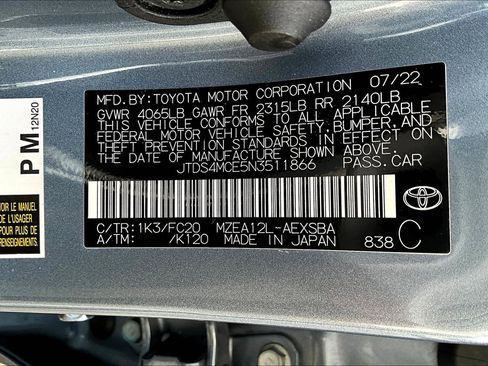 MFD.BY:TOYOTA MOTOR CORPORATION 07/22
GVWR 4065LB GAWR FR 2315LB RR 2140LB
THIS VEHICLE CONFORMS TO ALL APPLICABLE
FEDERAL MOTOR VEHICLE SAFETY,BUMPER,AND
THEFT PREVENTION STANDARDS IN EFFECT ON
THE DATE OF MANUFACTURE SHOWN ABOVE.
JTDS4MCE5N3511866 PASS.CAR
C/TR:1K3/FC20 MZEA12L-AEXSBA
A/TM: /K120 MADE IN JAPAN 838 C
PM
12N20
DE L'USAGER